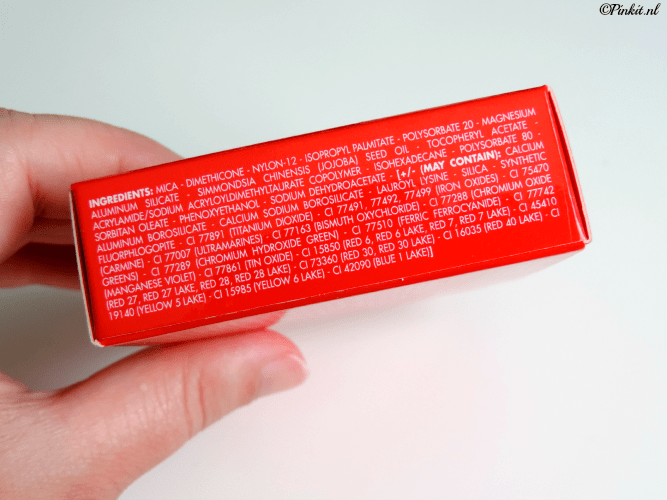 ©Pinkit.nl
INGREDIENTS: MICA - DIMETHICONE - NYLON-12 - ISOPROPYL PALMITATE - POLYSORBATE 20 - MAGNESIUM
ALUMINUM SILICATE - SIMMONDSIA CHINENSIS (JOJOBA) SEED OIL - TOCOPHERYL ACETATE -
ACRYLAMIDE/SODIUM ACRYLOYLDIMETHYLTAURATE COPOLYMER - ISOHEXADECANE - POLYSORBATE 80 -
SORBITAN OLEATE - PHENOXYETHANOL - SODIUM DEHYDROACETATE - [+/- (MAY CONTAIN): CALCIUM
ALUMINUM BOROSILICATE - CALCIUM SODIUM BOROSILICATE - LAUROYL LYSINE - SILICA - SYNTHETIC
FLUORPHLOGOPITE - CI 77891 (TITANIUM DIOXIDE) - CI 77491, 77492, 77499 (IRON OXIDES) - CI 75470
(CARMINE) - CI 77007 (ULTRAMARINES) - CI 77163 (BISMUTH OXYCHLORIDE) - CI 77288 (CHROMIUM OXIDE
GREENS) - CI 77289 (CHROMIUM HYDROXIDE GREEN) - CI 77510 (FERRIC FERROCYANIDE) - CI 77742
(MANGANESE VIOLET) - CI 77861 (TIN OXIDE) - CI 15850 (RED 6, RED 6 LAKE, RED 7, RED 7 LAKE) - CI 45410
(RED 27, RED 27 LAKE, RED 28, RED 28 LAKE) - CI 73360 (RED 30, RED 30 LAKE) - CI 16035 (RED 40 LAKE) - CI
19140 (YELLOW 5 LAKE) - CI 15985 (YELLOW 6 LAKE) - CI 42090 (BLUE 1 LAKE)]